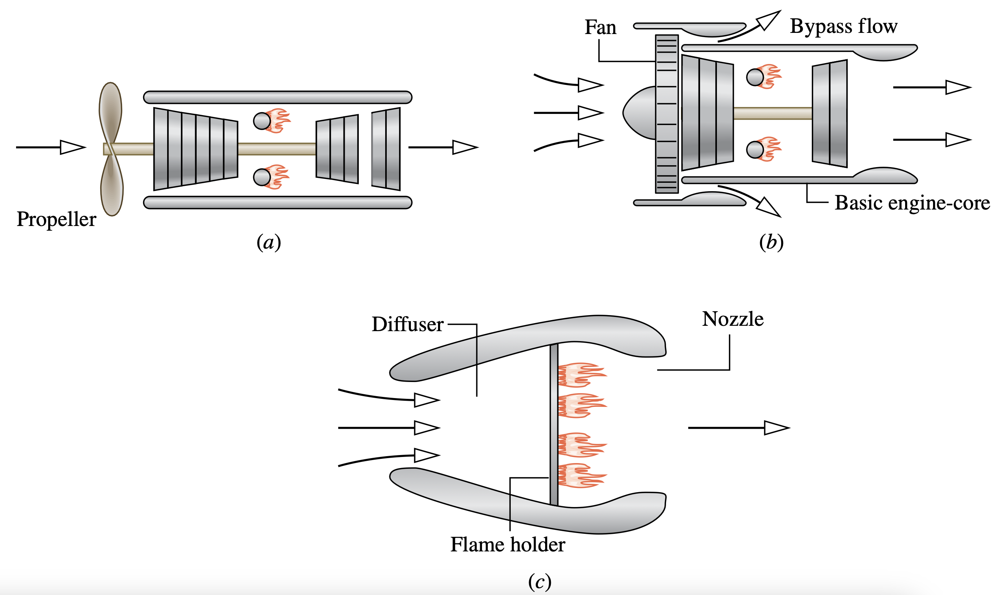 Fan
Bypass flow
Propeller
Basic engine-core
(a)
(b)
Diffuser
Nozzle
Flame holder
(c)